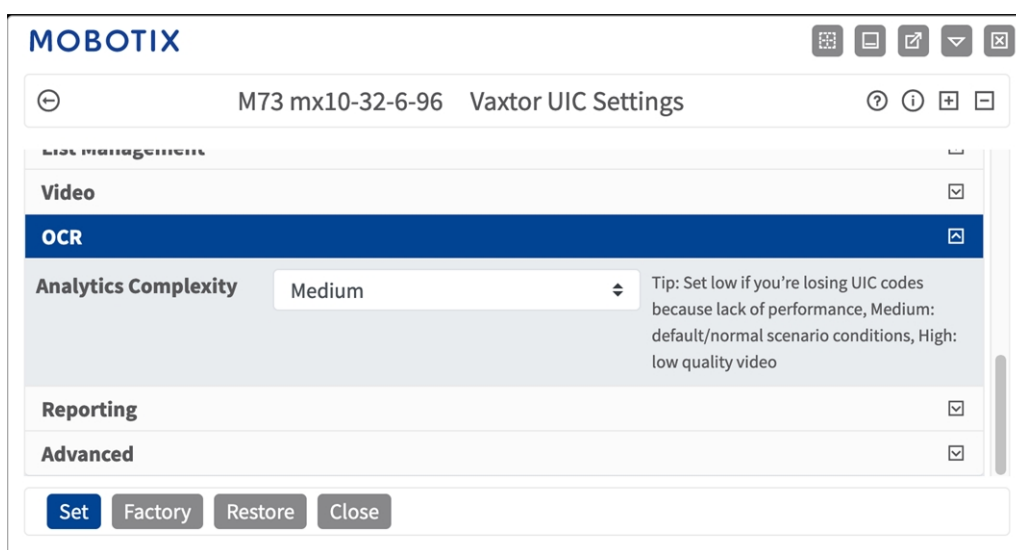 MOBOTIX
M73 mx10-32-6-96 Vaxtor UIC Settings
List Management
Video
OCR
Analytics Complexity
Medium
Tip: Set low if you're losing UIC codes
because lack of performance, Medium:
default/normal scenario conditions, High:
low quality video
Reporting
Advanced
Set Factory Restore Close